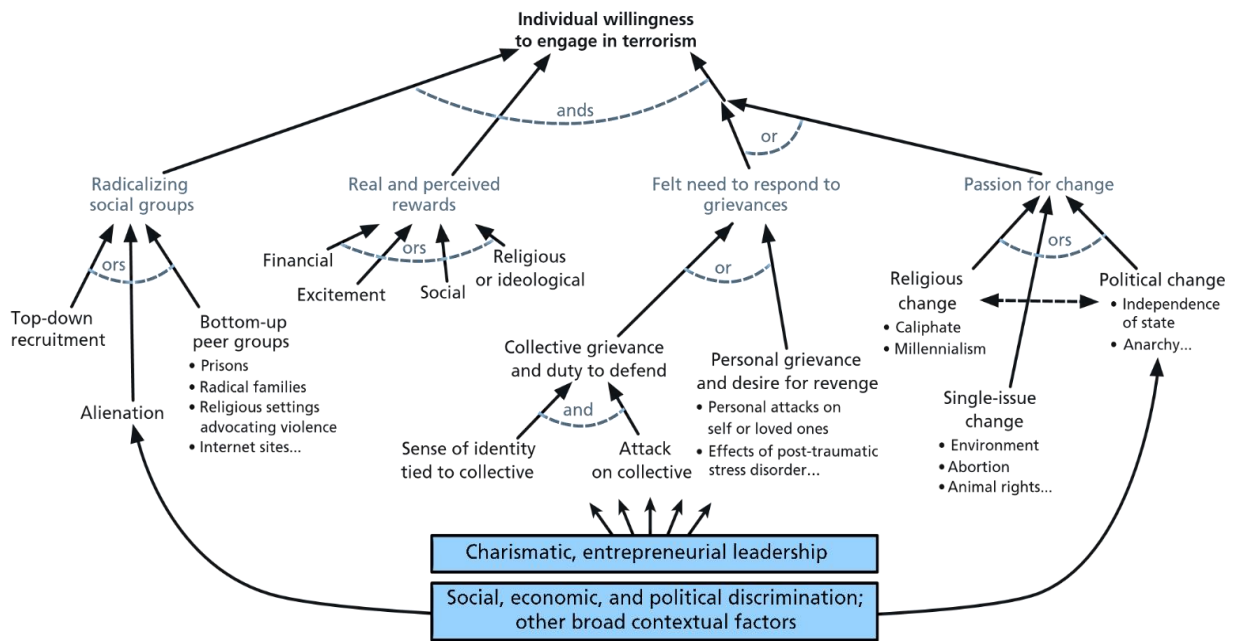 Individual willingness
to engage in terrorism
ands
or
Radicalizing
social groups
Real and perceived
rewards
Felt need to respond to
grievances
Passion for change
ors
Top-down
recruitment
Alienation
Bottom-up
peer groups
• Prisons
• Radical families
• Religious settings
advocating violence
• Internet sites...
ors
Financial
Excitement
Social
Religious
or ideological
or
Collective grievance
and duty to defend
and
Sense of identity
tied to collective
Attack
on collective
Personal grievance
and desire for revenge
• Personal attacks on
self or loved ones
• Effects of post-traumatic
stress disorder...
ors
Religious
change
• Caliphate
• Millennialism
Single-issue
change
• Environment
• Abortion
• Animal rights...
Political change
• Independence
of state
• Anarchy...
Charismatic, entrepreneurial leadership
Social, economic, and political discrimination;
other broad contextual factors